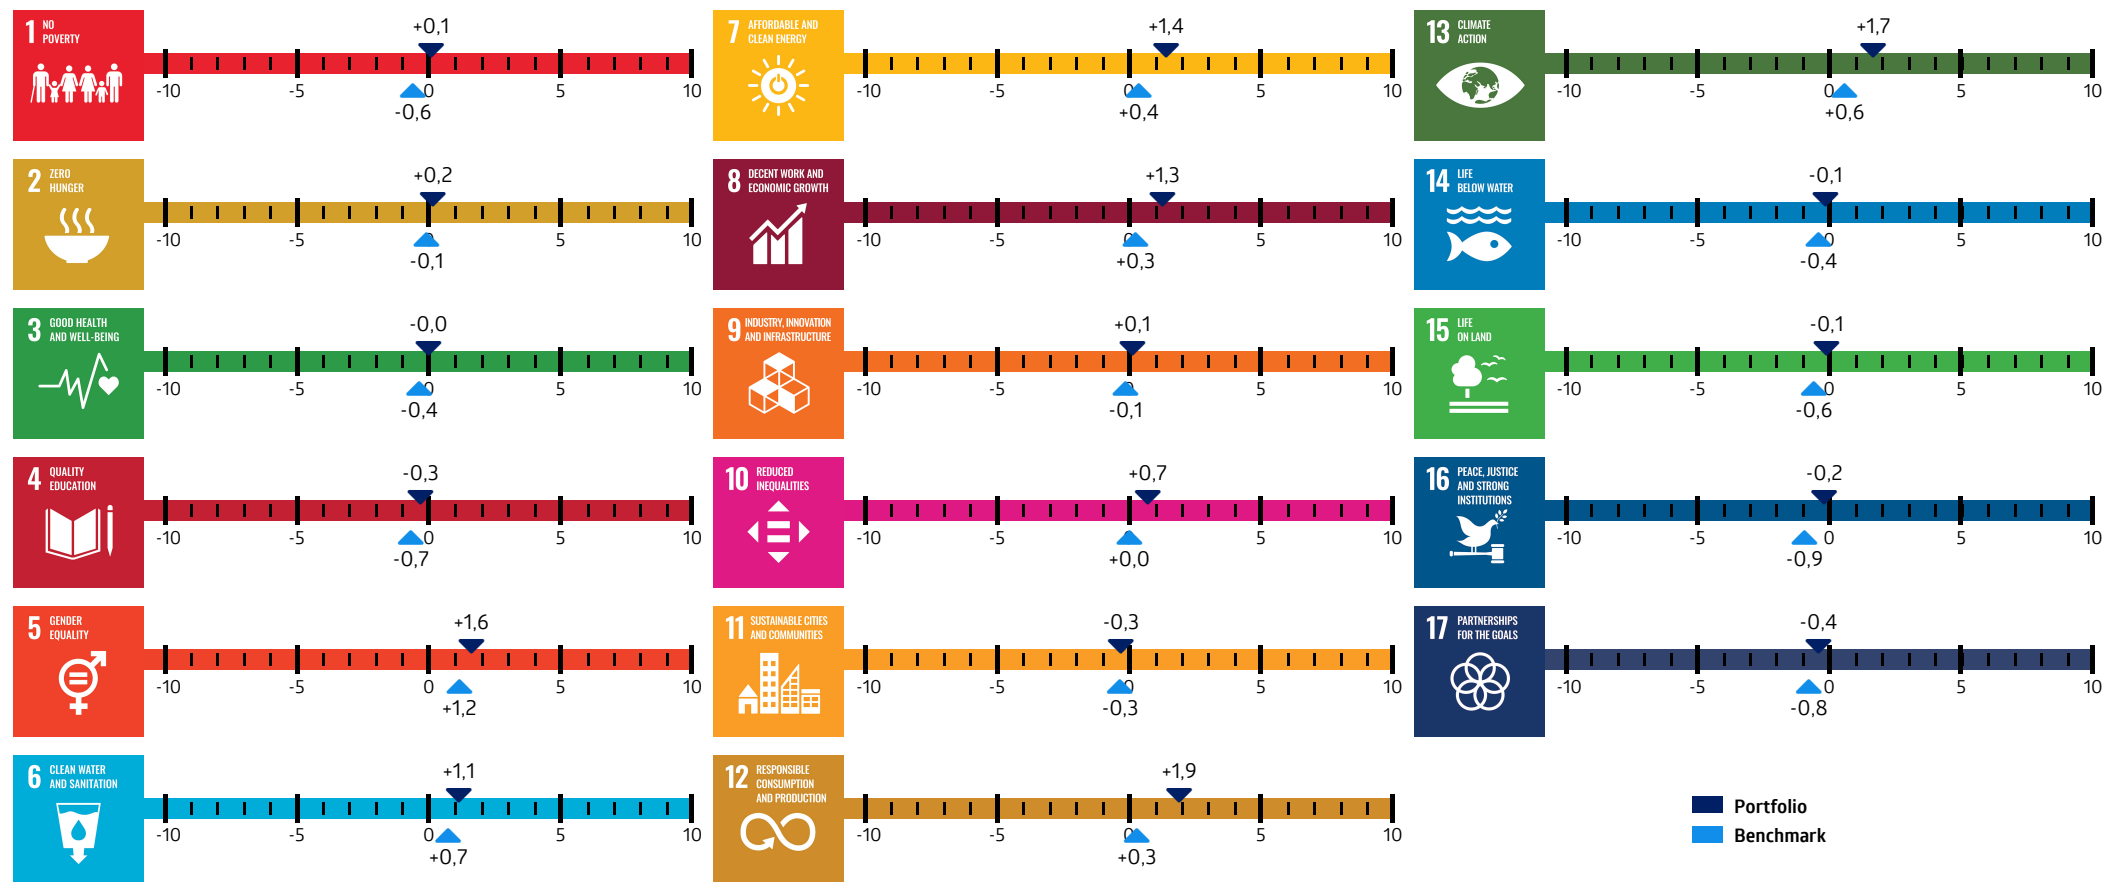 1 NO
POVERTY
+0,1
-10 -5 0 5 10
-0,6
2 ZERO
HUNGER
+0,2
-10 -5 0 5 10
-0,1
3 GOOD HEALTH
AND WELL-BEING
-0,0
-10 -5 0 5 10
-0,4
4 QUALITY
EDUCATION
-0,3
-10 -5 0 5 10
-0,7
5 GENDER
EQUALITY
+1,6
-10 -5 0 5 10
+1,2
6 CLEAN WATER
AND SANITATION
+1,1
-10 -5 0 5 10
+0,7
7 AFFORDABLE AND
CLEAN ENERGY
+1,4
-10 -5 0 5 10
+0,4
8 DECENT WORK AND
ECONOMIC GROWTH
+1,3
-10 -5 0 5 10
+0,3
9 INDUSTRY, INNOVATION
AND INFRASTRUCTURE
+0,1
-10 -5 0 5 10
-0,1
10 REDUCED
INEQUALITIES
+0,7
-10 -5 0 5 10
+0,0
11 SUSTAINABLE CITIES
AND COMMUNITIES
-0,3
-10 -5 0 5 10
-0,3
12 RESPONSIBLE
CONSUMPTION
AND PRODUCTION
+1,9
-10 -5 0 5 10
+0,3
13 CLIMATE
ACTION
+1,7
-10 -5 0 5 10
+0,6
14 LIFE
BELOW WATER
-0,1
-10 -5 0 5 10
-0,4
15 LIFE
ON LAND
-0,1
-10 -5 0 5 10
-0,6
16 PEACE, JUSTICE
AND STRONG
INSTITUTIONS
-0,2
-10 -5 0 5 10
-0,9
17 PARTNERSHIPS
FOR THE GOALS
-0,4
-10 -5 0 5 10
-0,8
Portfolio
Benchmark